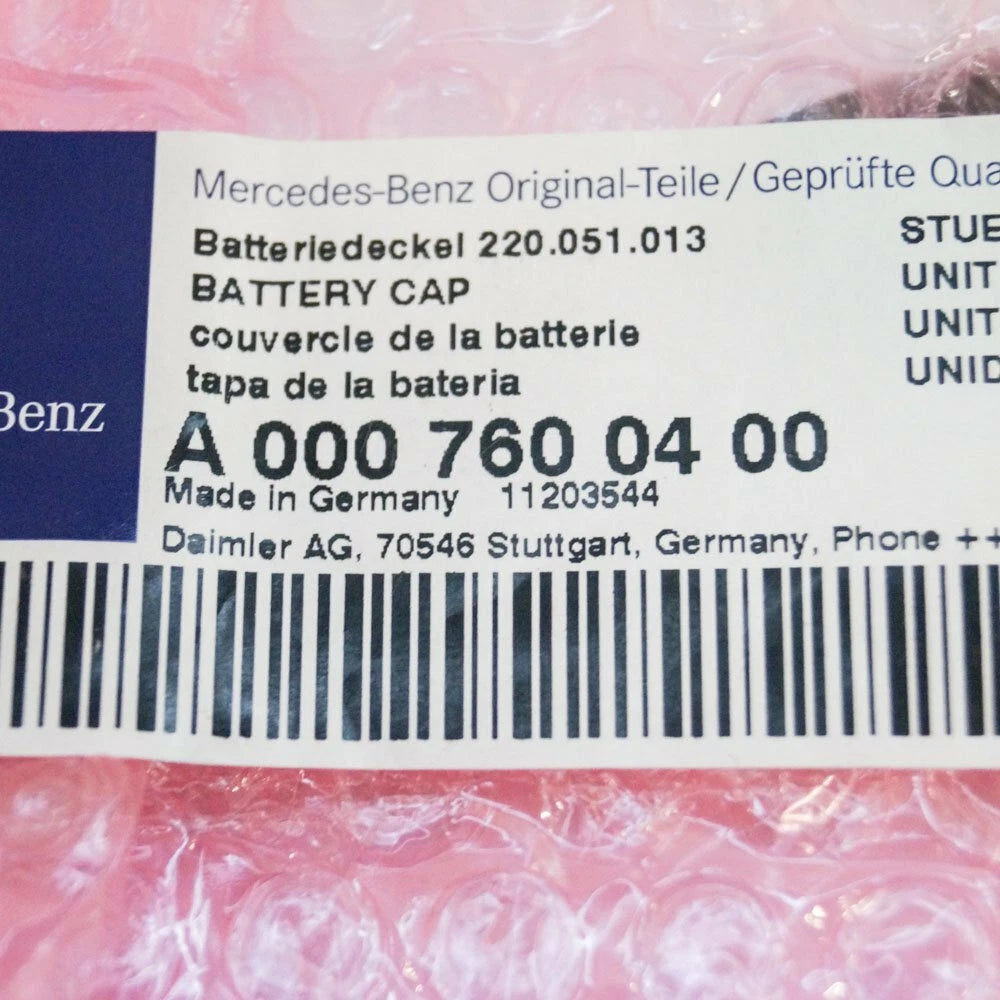 Mercedes-Benz Original-Teile/Geprüfte Qua
Batteriedeckel 220.051.013 STUE
BATTERY CAP UNIT
couvercle de la batterie UNIT
tapa de la bateria UNID
Benz
A 000 760 04 00
Made in Germany 11203544
Daimler AG, 70546 Stuttgart, Germany, Phone ++